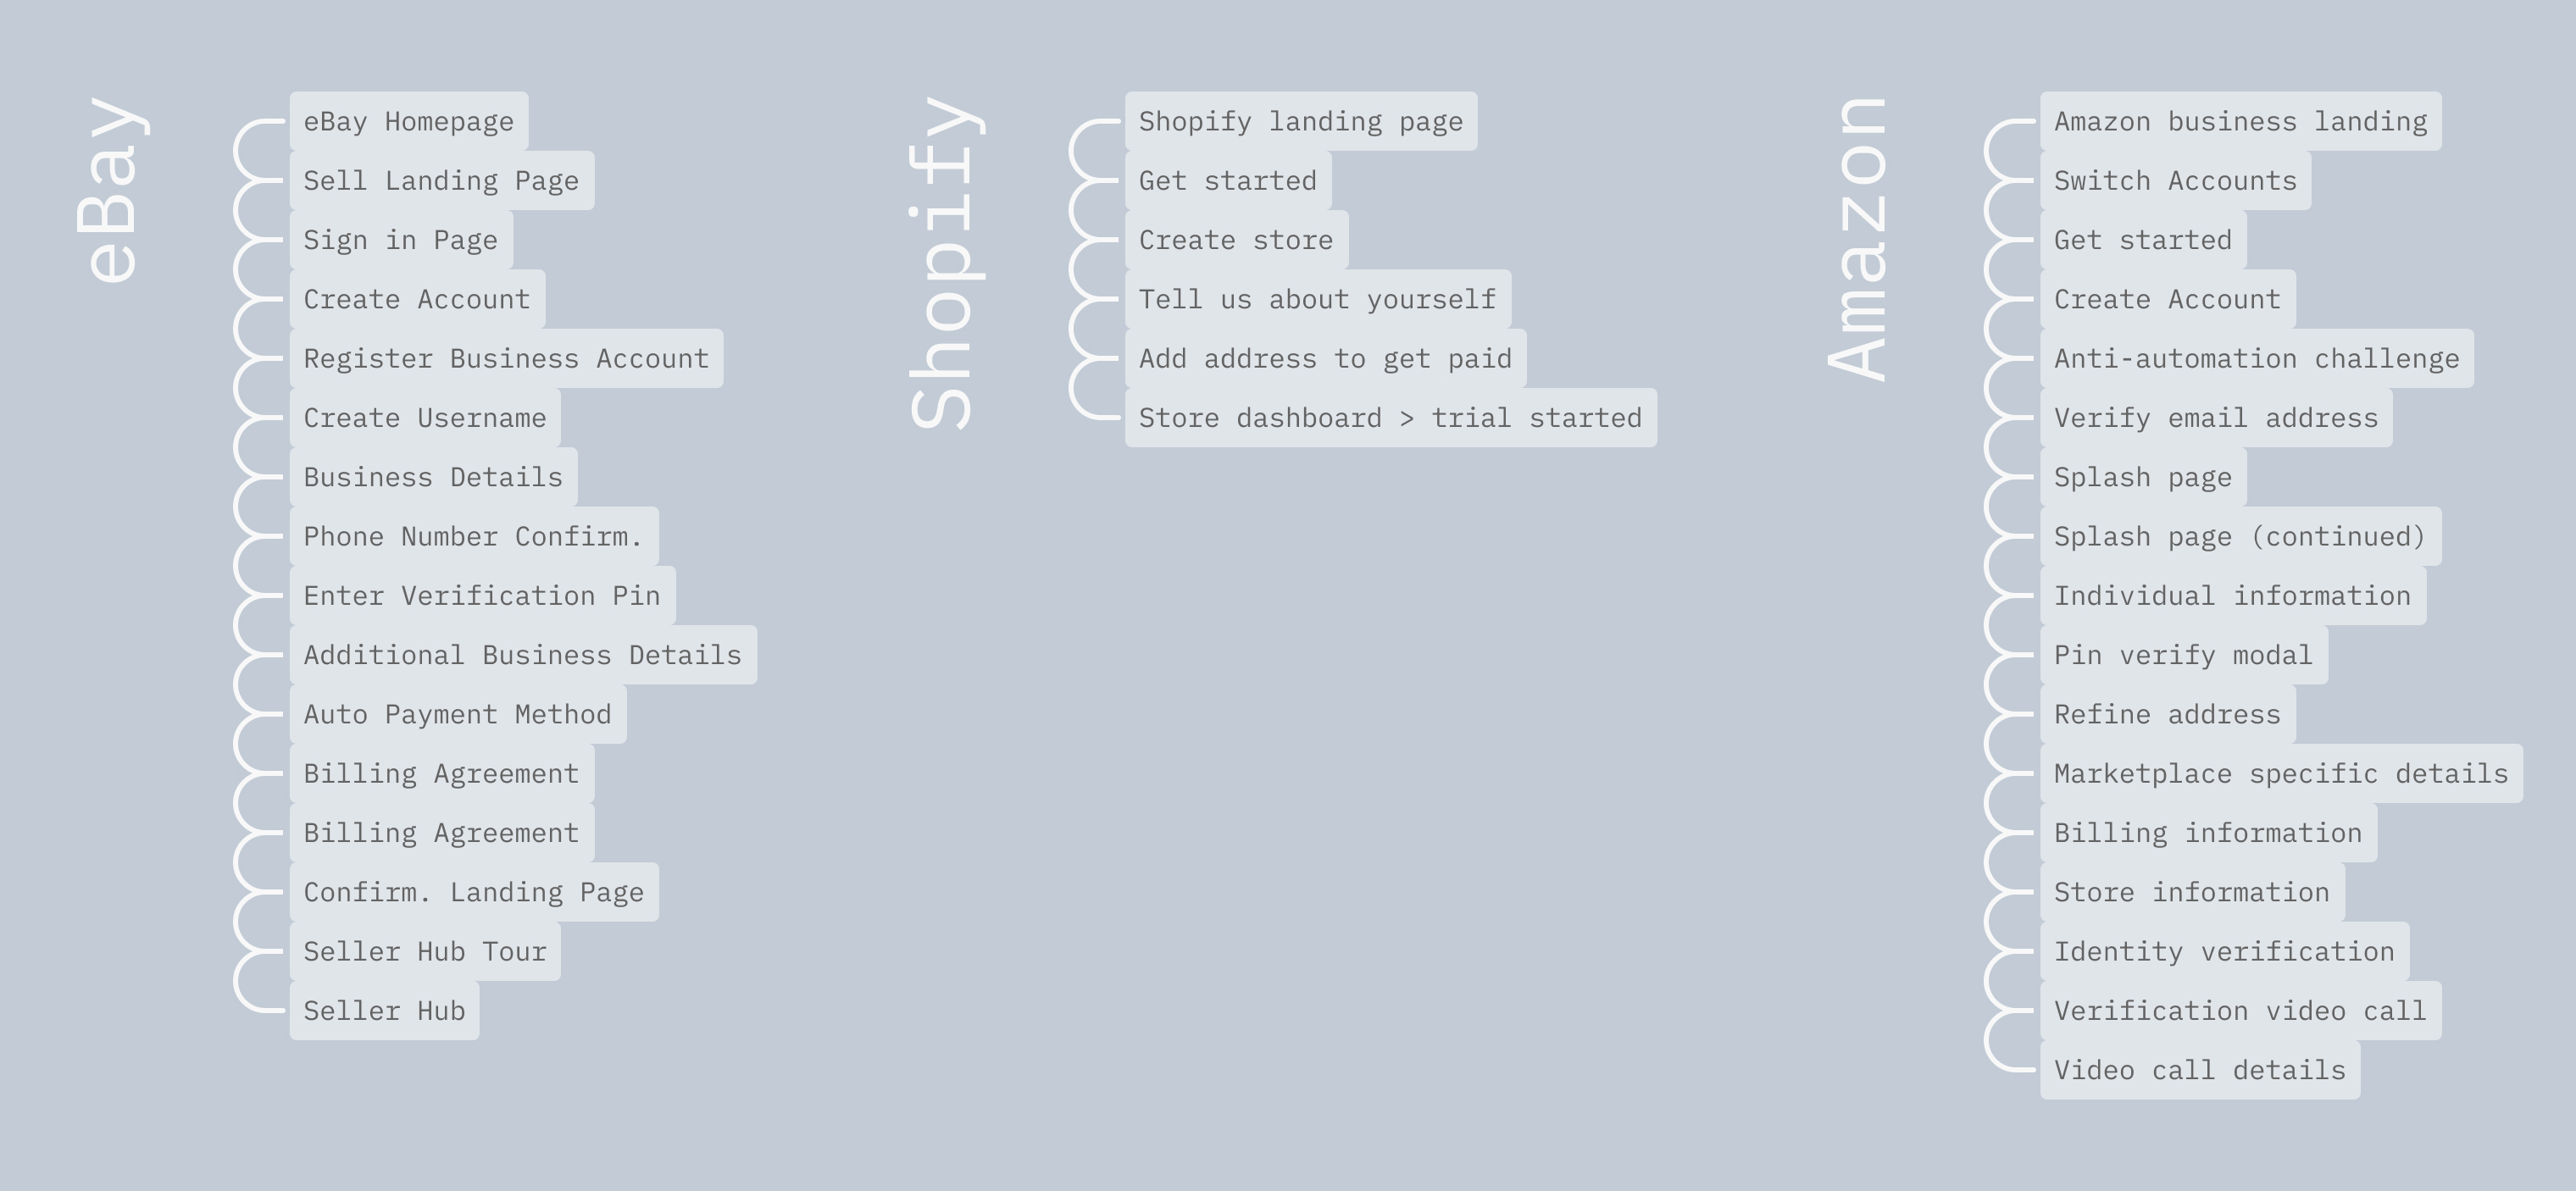 eBay
eBay Homepage
Sell Landing Page
Sign in Page
Create Account
Register Business Account
Create Username
Business Details
Phone Number Confirm.
Enter Verification Pin
Additional Business Details
Auto Payment Method
Billing Agreement
Billing Agreement
Confirm. Landing Page
Seller Hub Tour
Seller Hub
Shopify
Shopify landing page
Get started
Create store
Tell us about yourself
Add address to get paid
Store dashboard > trial started
Amazon
Amazon business landing
Switch Accounts
Get started
Create Account
Anti-automation challenge
Verify email address
Splash page
Splash page (continued)
Individual information
Pin verify modal
Refine address
Marketplace specific details
Billing information
Store information
Identity verification
Verification video call
Video call details